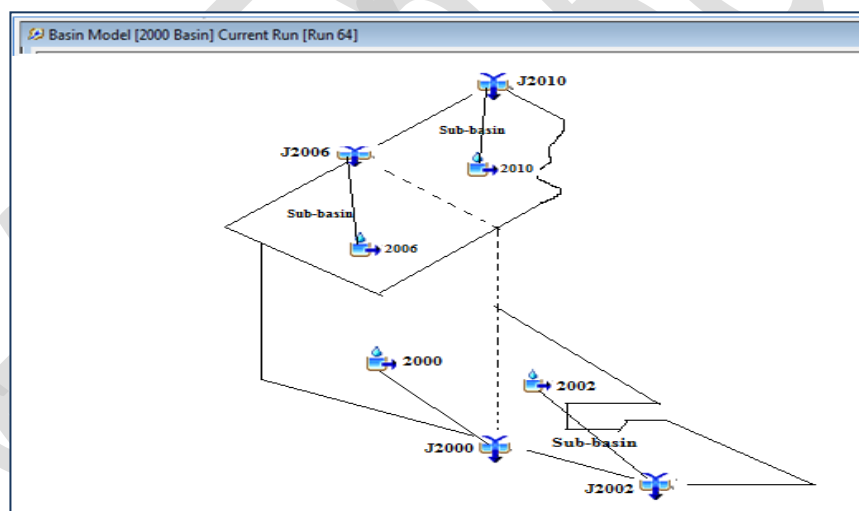 Basin Model [2000 Basin] Current Run [Run 64]
J2010
Sub-basin
J2006
2010
Sub-basin
2006
2000
2002
Sub-basin
J2000
J2002